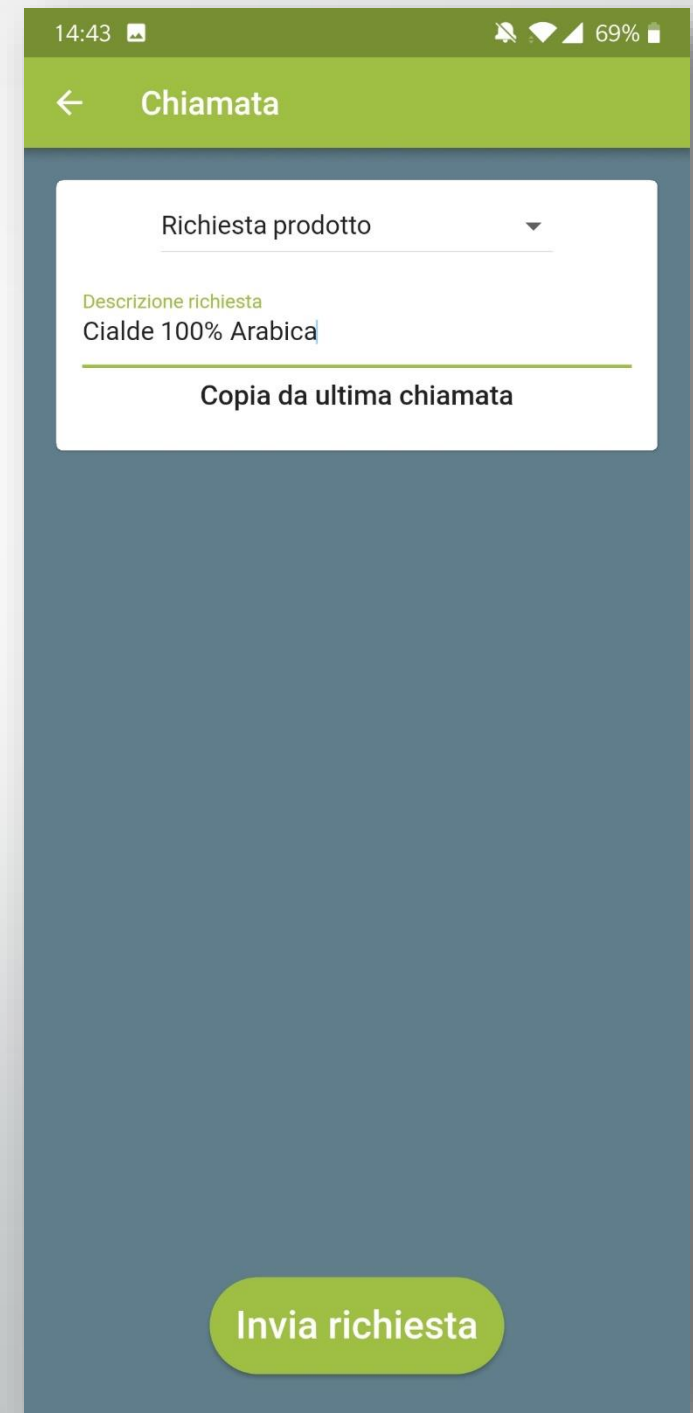 14:43
69%
Chiamata
Richiesta prodotto
Descrizione richiesta
Cialde 100% Arabica
Copia da ultima chiamata
Invia richiesta